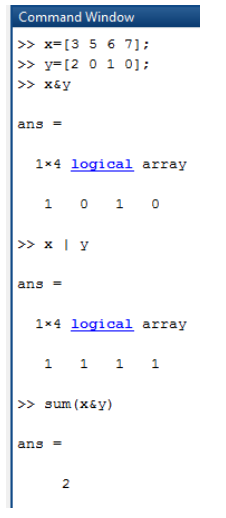 Command Window
>> x=[3 5 6 7];
>> y=[2 0 1 0];
>> x&y
ans =
1×4 logical array
1 0 1 0
>> x | y
ans =
1×4 logical array
1 1 1 1
>> sum(x&y)
ans =
2